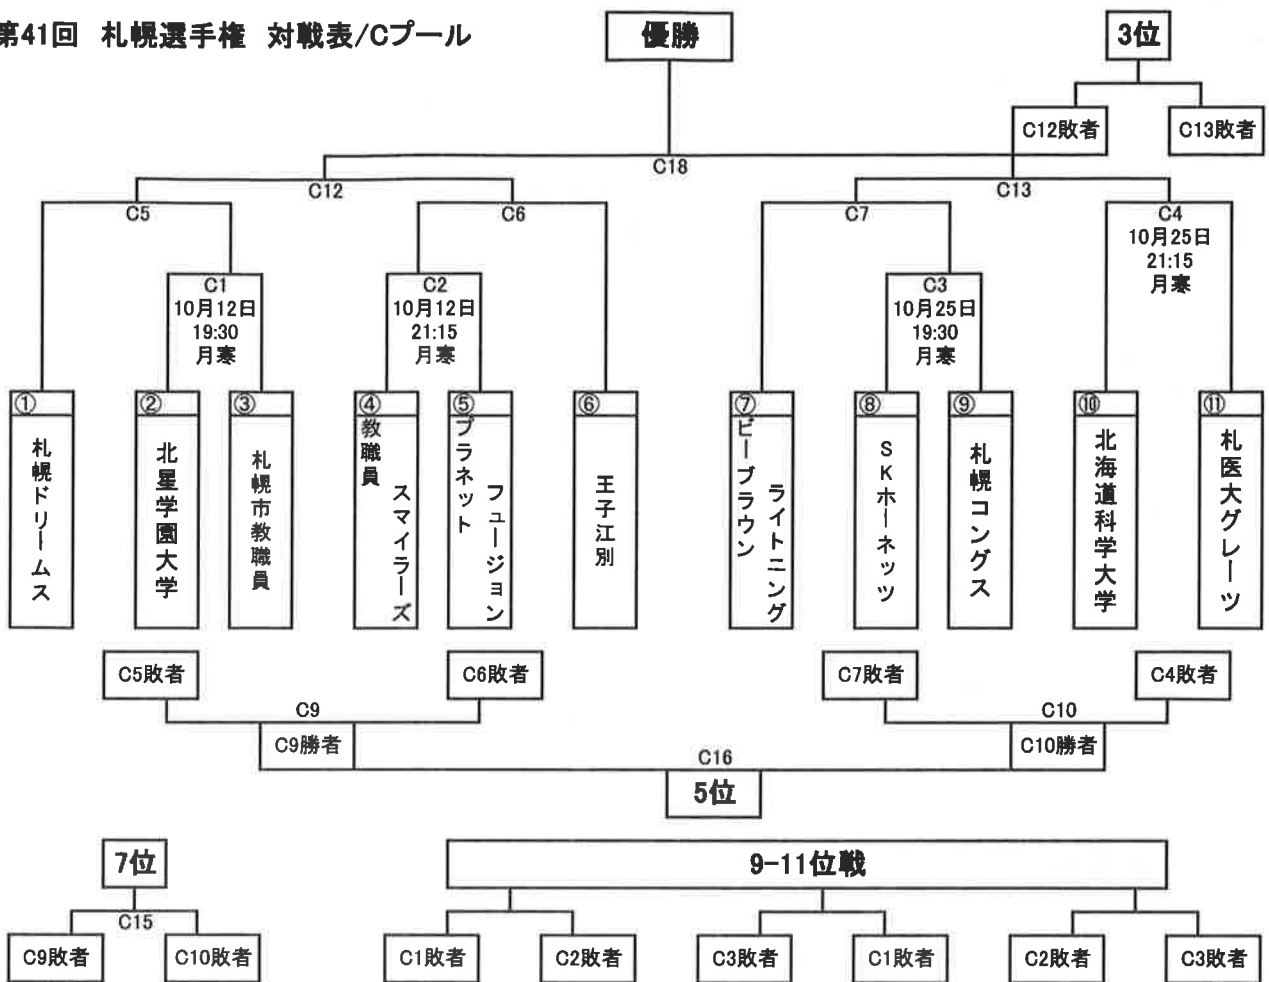 第41回 札幌選手権 対戦表/Cプール
優勝
3位
C12敗者
C13敗者
C18
C12
C13
C5
C6
C7
C4
10月25日
21:15
月寒
C1
10月12日
19:30
月寒
C2
10月12日
21:15
月寒
C3
10月25日
19:30
月寒
①
札幌ドリームス
②
北星学園大学
③
札幌市教職員
④
教職員
スマイラーズ
⑤
プラネット
フュージョン
⑥
王子江別
⑦
ビーブラウン
ライトニング
⑧
SKホーネッツ
⑨
札幌コングス
⑩
北海道科学大学
⑪
札医大グレーツ
C5敗者
C6敗者
C7敗者
C4敗者
C9
C10
C9勝者
C10勝者
C16
5位
7位
9-11位戦
C15
C9敗者
C10敗者
C1敗者
C2敗者
C3敗者
C1敗者
C2敗者
C3敗者